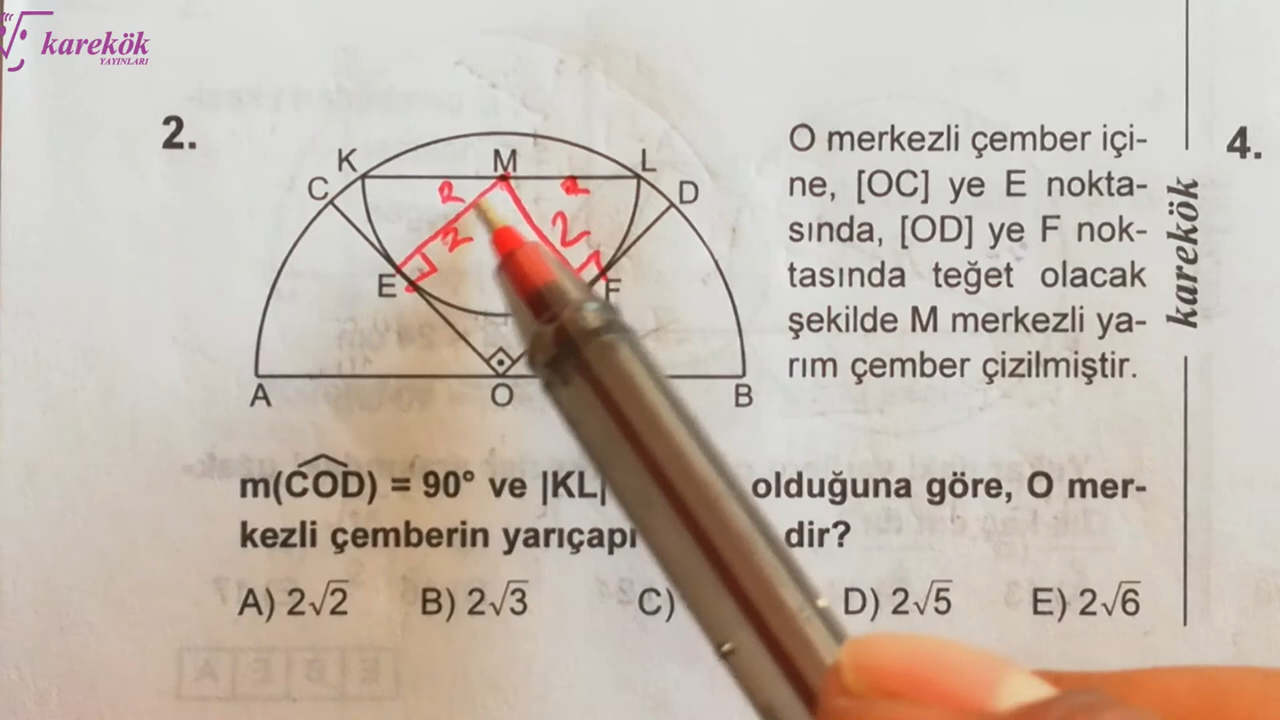 karekök
YAYINLARI
2.
K
M
L
C
D
R
R
2
2
E
F
A
O
B
O merkezli çember içi-
ne, [OC] ye E nokta-
sında, [OD] ye F nok-
tasında teğet olacak
şekilde M merkezli ya-
rım çember çizilmiştir.
karekök
4.
m(COD) = 90° ve |KL| olduğuna göre, O mer-
kezli çemberin yarıçapı dir?
A) 2√2 B) 2√3 C) D) 2√5 E) 2√6